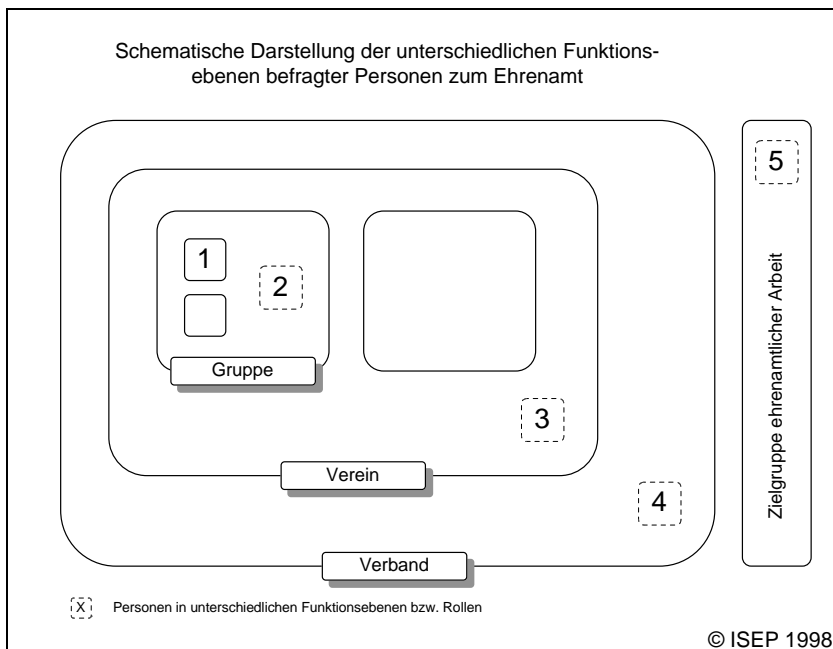 Schematische Darstellung der unterschiedlichen Funktions-
ebenen befragter Personen zum Ehrenamt
1
2
Gruppe
3
Verein
4
Verband
5
Zielgruppe ehrenamtlicher Arbeit
X Personen in unterschiedlichen Funktionsebenen bzw. Rollen
© ISEP 1998